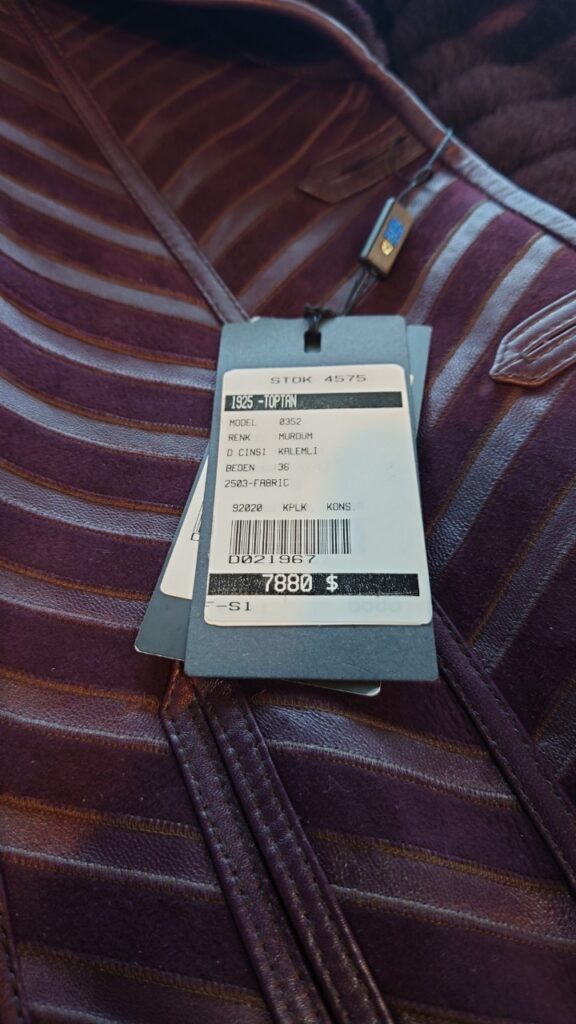 STOK 4575
1925 -TOPTAN
MODEL 0352
RENK MURDUM
D CINSI KALEMLI
BEDEN 36
2503-FABRIC
92020 KPLK KONS.
D021967
7880 $
F-S1